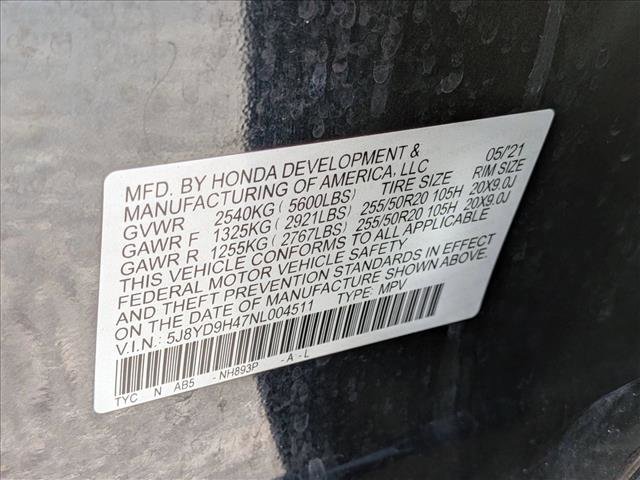 MFD. BY HONDA DEVELOPMENT &
MANUFACTURING OF AMERICA, LLC 05/'21
GVWR 2540KG ( 5600LBS) TIRE SIZE RIM SIZE
GAWR F 1325KG ( 2921LBS) 255/50R20 105H 20X9.0J
GAWR R 1255KG ( 2767LBS) 255/50R20 105H 20X9.0J
THIS VEHICLE CONFORMS TO ALL APPLICABLE
FEDERAL MOTOR VEHICLE SAFETY
AND THEFT PREVENTION STANDARDS IN EFFECT
ON THE DATE OF MANUFACTURE SHOWN ABOVE.
V.I.N.: 5J8YD9H47NL004511 TYPE: MPV
TYC N AB5 - NH893P - A - L